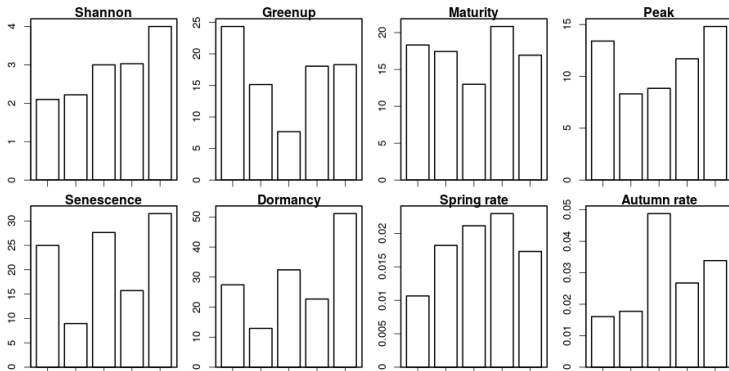 Shannon Greenup Maturity Peak
0 1 2 3 4
0 5 10 15 20 25
0 5 10 15 20
0 5 10 15
Senescence Dormancy Spring rate Autumn rate
0 5 10 15 20 25 30
0 10 20 30 40 50
0 0.005 0.01 0.015 0.02
0 0.01 0.02 0.03 0.04 0.05